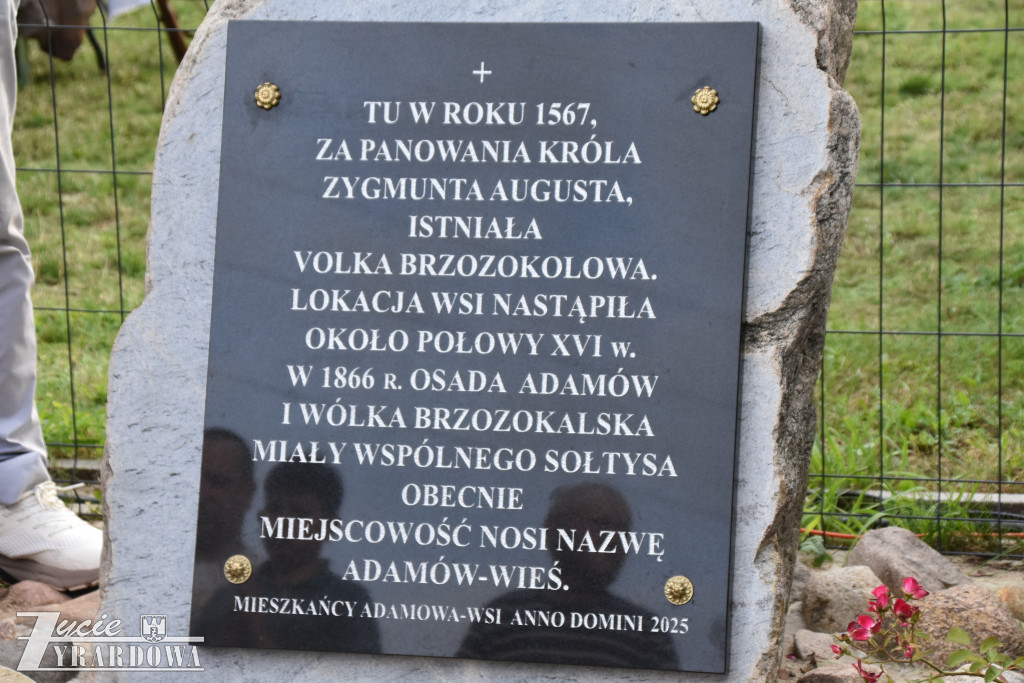 +
TU W ROKU 1567,
ZA PANOWANIA KRÓLA
ZYGMUNTA AUGUSTA,
ISTNIAŁA
VOLKA BRZOZOKOLOWA.
LOKACJA WSI NASTĄPIŁA
OKOŁO POŁOWY XVI w.
W 1866 R. OSADA ADAMÓW
I WÓLKA BRZOZOKALSKA
MIAŁY WSPÓLNEGO SOŁTYSA
OBECNIE
MIEJSCOWOŚĆ NOSI NAZWĘ
ADAMÓW-WIEŚ.
MIESZKAŃCY ADAMOWA-WSI ANNO DOMINI 2025
Życie
ŻYRARDOWA